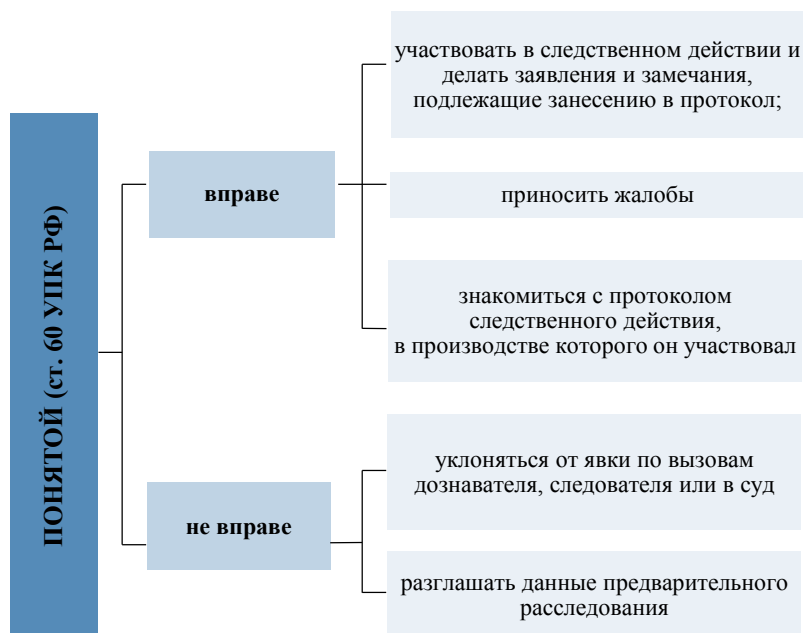 ПОНЯТОЙ (ст. 60 УПК РФ)
вправе
участвовать в следственном действии и
делать заявления и замечания,
подлежащие занесению в протокол;
приносить жалобы
знакомиться с протоколом
следственного действия,
в производстве которого он участвовал
не вправе
уклоняться от явки по вызовам
дознавателя, следователя или в суд
разглашать данные предварительного
расследования